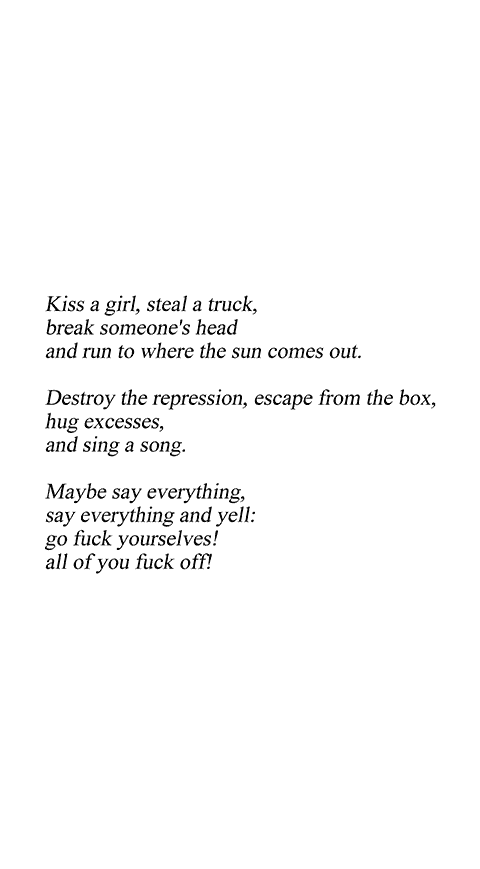 Kiss a girl, steal a truck,
break someone's head
and run to where the sun comes out.
Destroy the repression, escape from the box,
hug excesses,
and sing a song.
Maybe say everything,
say everything and yell:
go fuck yourselves!
all of you fuck off!